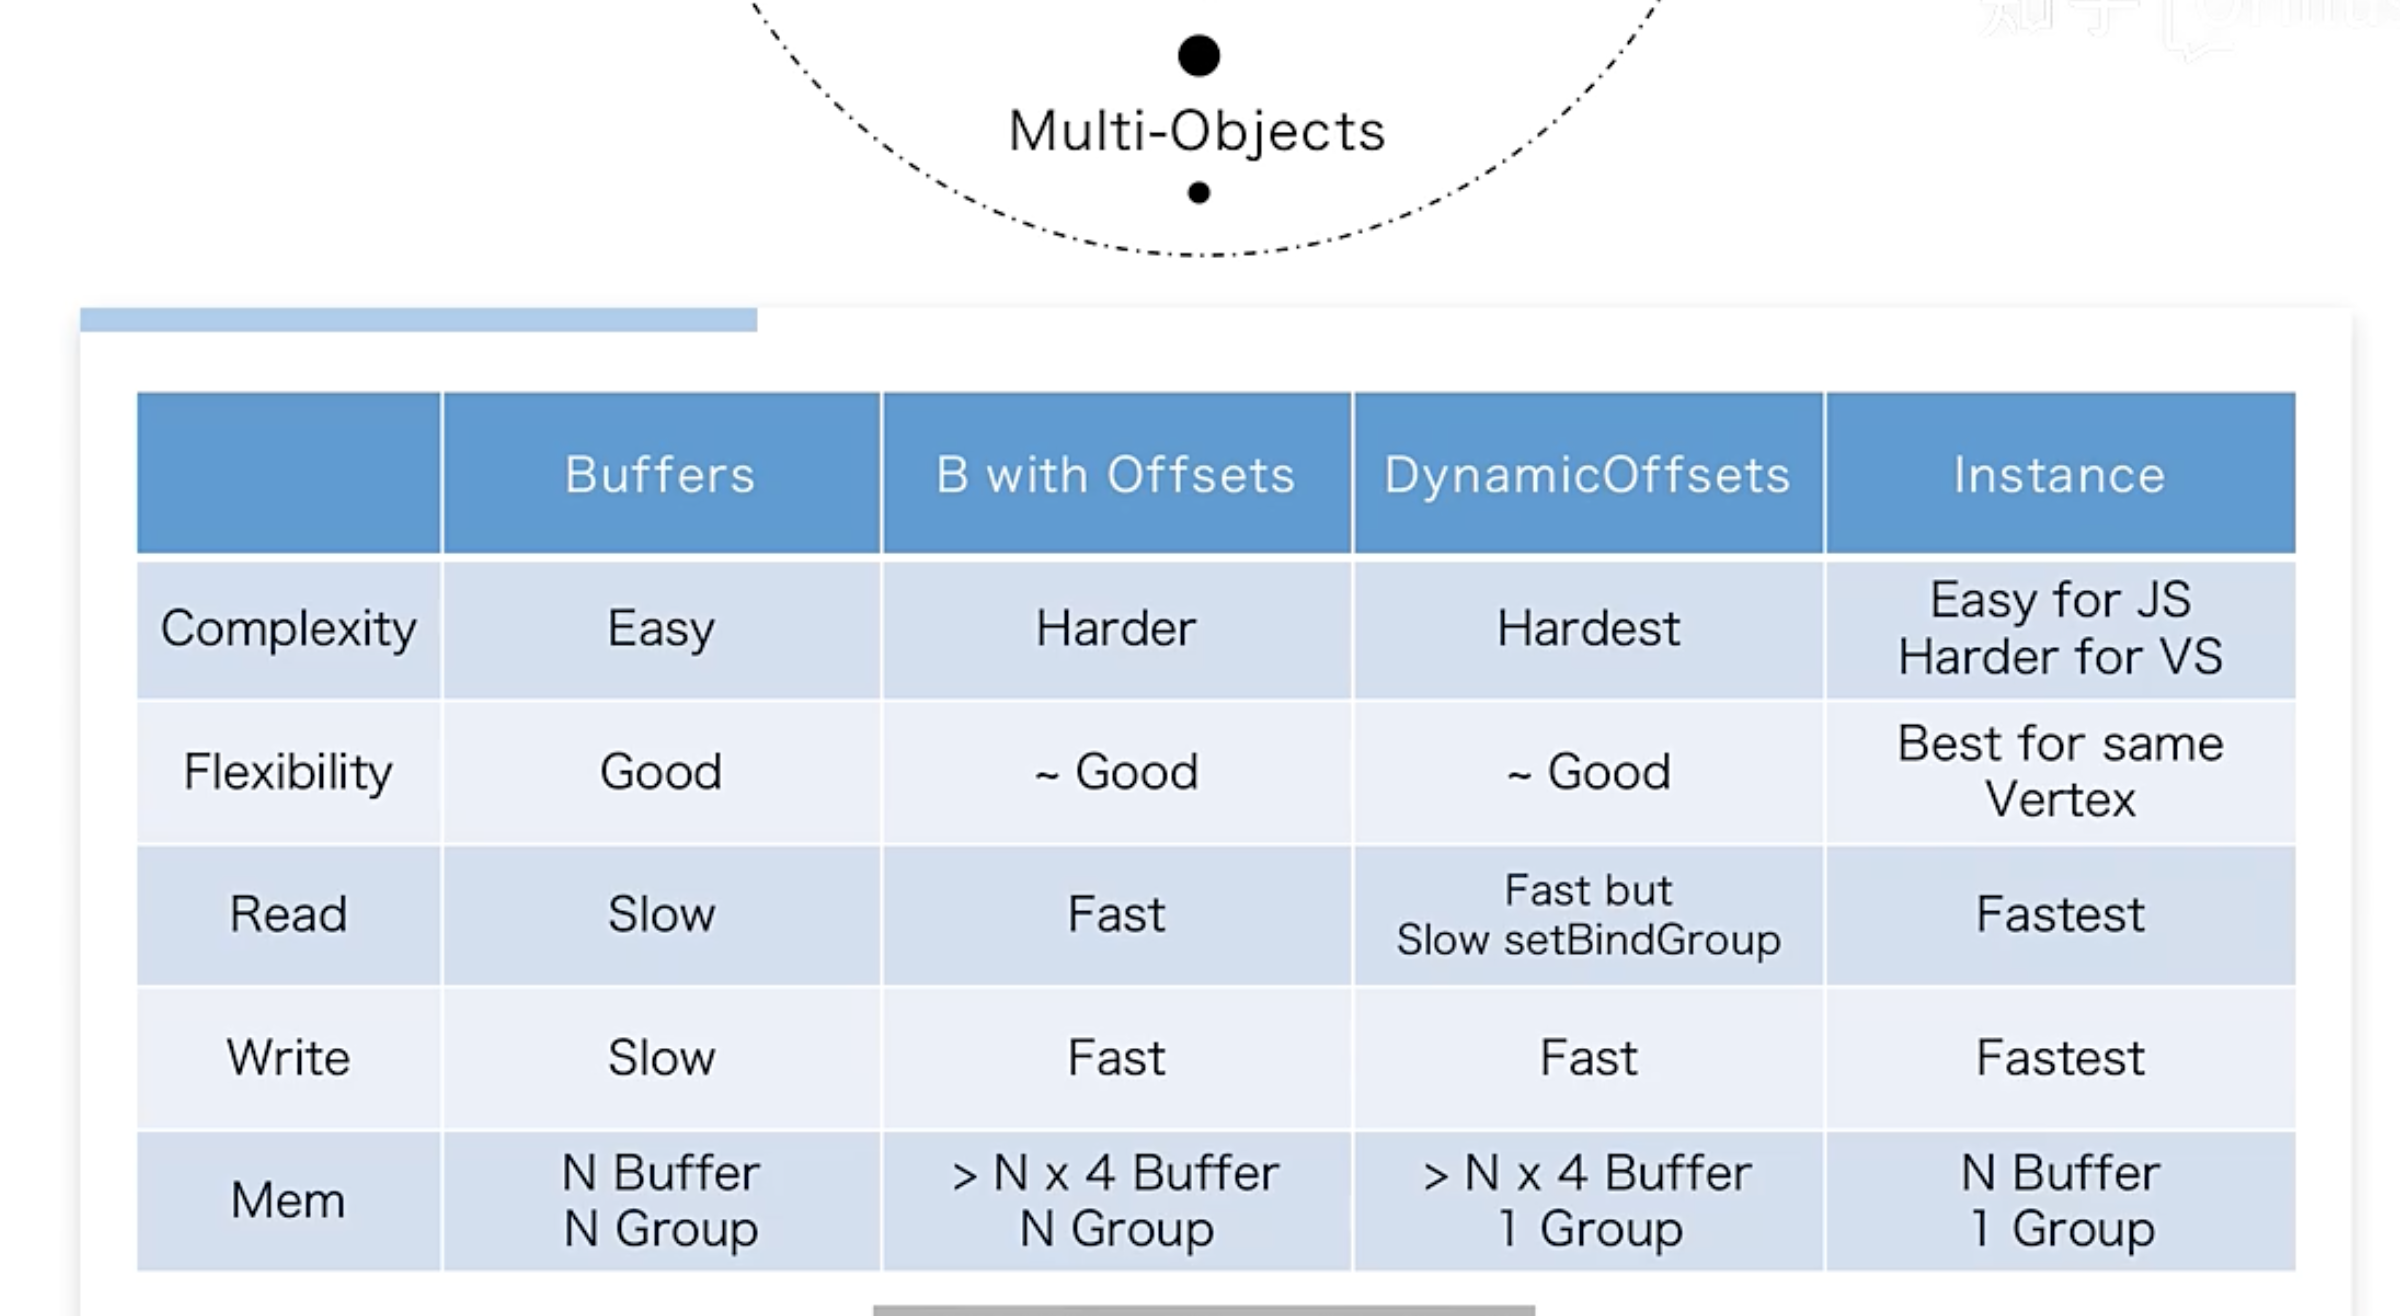 知乎
Multi-Objects
Buffers
B with Offsets
DynamicOffsets
Instance
Complexity
Easy
Harder
Hardest
Easy for JS
Harder for VS
Flexibility
Good
~ Good
~ Good
Best for same
Vertex
Read
Slow
Fast
Fast but
Slow setBindGroup
Fastest
Write
Slow
Fast
Fast
Fastest
Mem
N Buffer
N Group
> N x 4 Buffer
N Group
> N x 4 Buffer
1 Group
N Buffer
1 Group